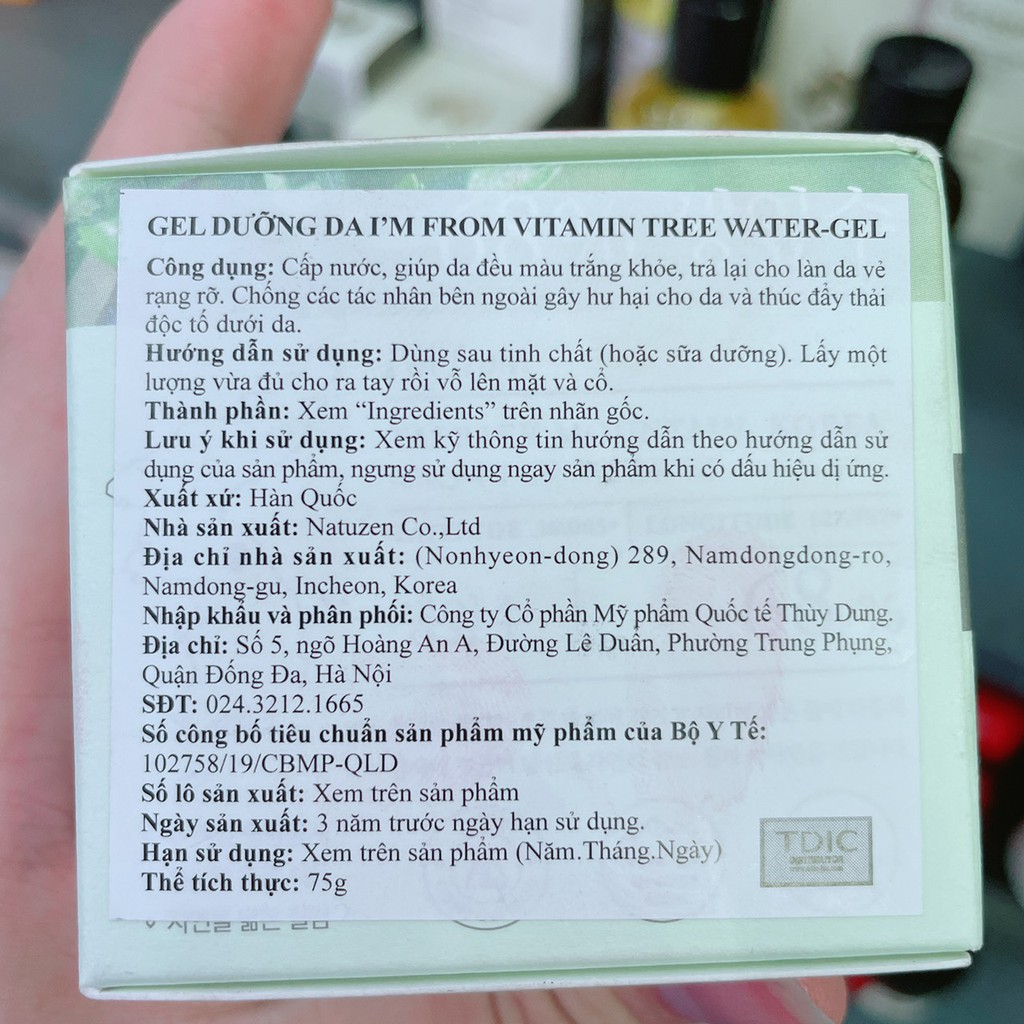 GEL DƯỠNG DA I'M FROM VITAMIN TREE WATER-GEL
Công dụng: Cấp nước, giúp da đều màu trắng khỏe, trả lại cho làn da vẻ
rạng rỡ. Chống các tác nhân bên ngoài gây hư hại cho da và thúc đẩy thải
độc tố dưới da.
Hướng dẫn sử dụng: Dùng sau tinh chất (hoặc sữa dưỡng). Lấy một
lượng vừa đủ cho ra tay rồi vỗ lên mặt và cổ.
Thành phần: Xem “Ingredients” trên nhãn gốc.
Lưu ý khi sử dụng: Xem kỹ thông tin hướng dẫn theo hướng dẫn sử
dụng của sản phẩm, ngưng sử dụng ngay sản phẩm khi có dấu hiệu dị ứng.
Xuất xứ: Hàn Quốc
Nhà sản xuất: Natuzen Co.,Ltd
Địa chỉ nhà sản xuất: (Nonhyeon-dong) 289, Namdongdong-ro,
Namdong-gu, Incheon, Korea
Nhập khẩu và phân phối: Công ty Cổ phần Mỹ phẩm Quốc tế Thùy Dung.
Địa chỉ: Số 5, ngõ Hoàng An A, Đường Lê Duẩn, Phường Trung Phụng,
Quận Đống Đa, Hà Nội
SĐT: 024.3212.1665
Số công bố tiêu chuẩn sản phẩm mỹ phẩm của Bộ Y Tế:
102758/19/CBMP-QLD
Số lô sản xuất: Xem trên sản phẩm
Ngày sản xuất: 3 năm trước ngày hạn sử dụng.
Hạn sử dụng: Xem trên sản phẩm (Năm.Tháng.Ngày)
Thể tích thực: 75g
TDIC